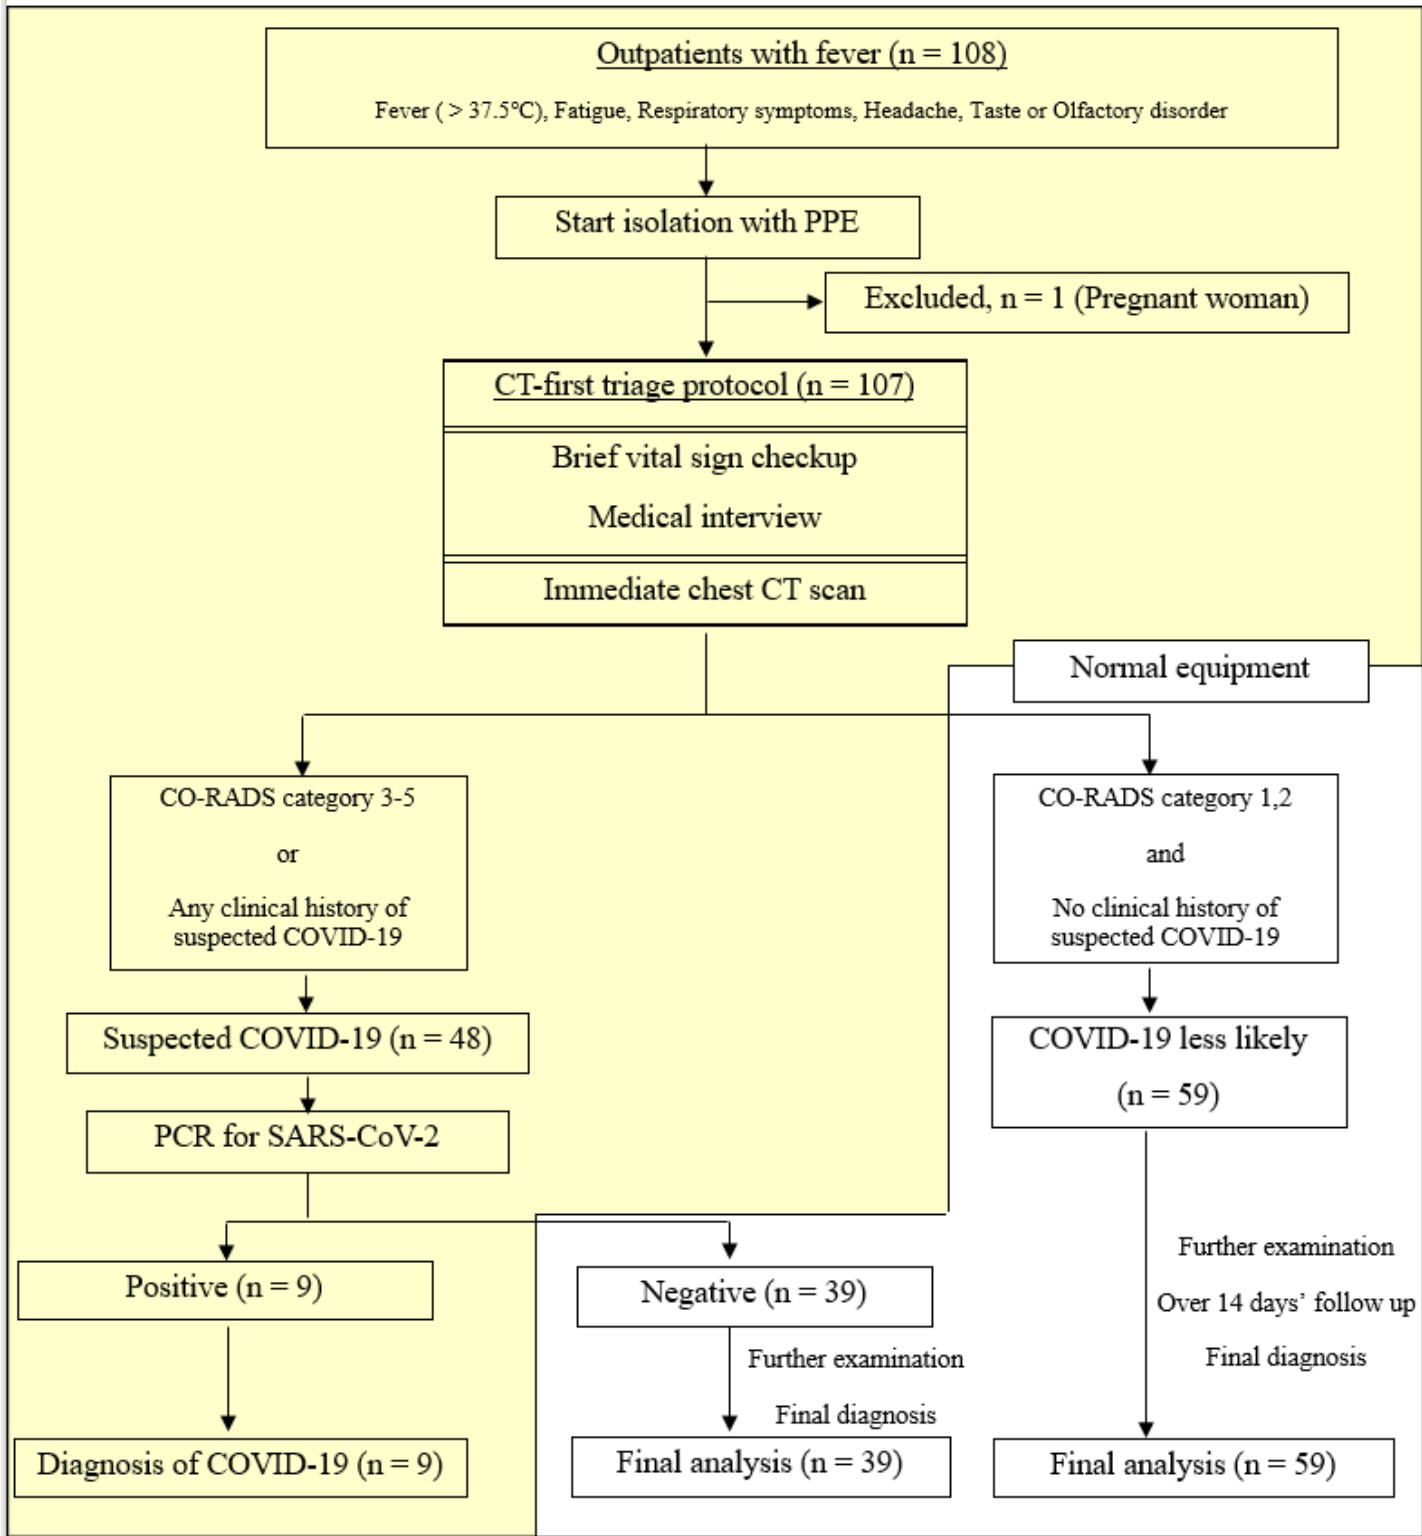 Outpatients with fever (n = 108)
Fever ( > 37.5℃), Fatigue, Respiratory symptoms, Headache, Taste or Olfactory disorder
Start isolation with PPE
Excluded, n = 1 (Pregnant woman)
CT-first triage protocol (n = 107)
Brief vital sign checkup
Medical interview
Immediate chest CT scan
Normal equipment
CO-RADS category 3-5
or
Any clinical history of
suspected COVID-19
CO-RADS category 1,2
and
No clinical history of
suspected COVID-19
Suspected COVID-19 (n = 48)
COVID-19 less likely
(n = 59)
PCR for SARS-CoV-2
Positive (n = 9)
Negative (n = 39)
Further examination
Over 14 days’ follow up
Final diagnosis
Further examination
Final diagnosis
Diagnosis of COVID-19 (n = 9)
Final analysis (n = 39)
Final analysis (n = 59)